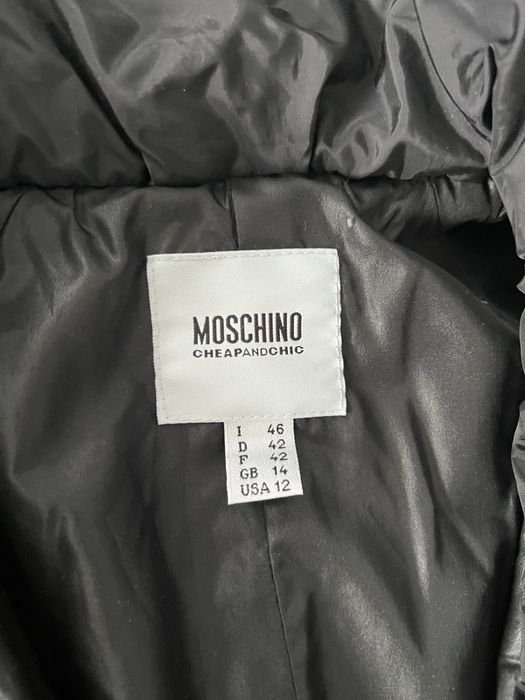 MOSCHINO
CHEAPANDCHIC
I 46
D 42
F 42
GB 14
USA 12